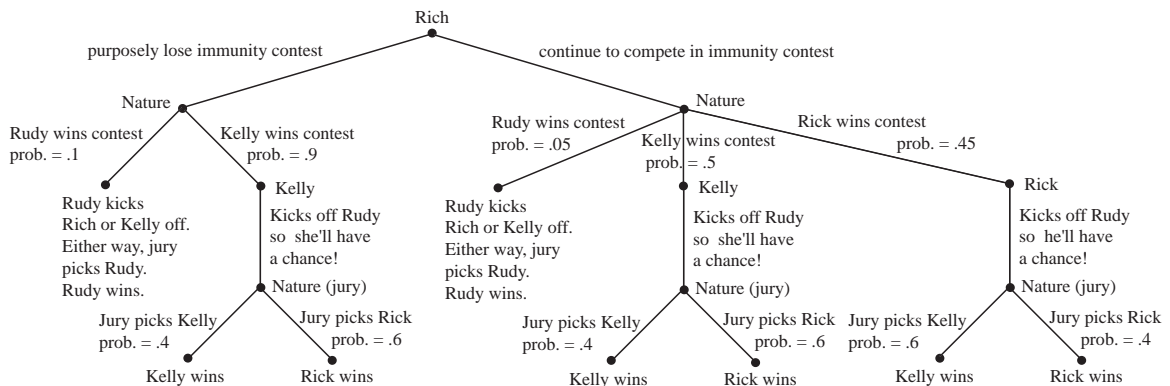 Rich
purposely lose immunity contest
continue to compete in immunity contest
Nature
Nature
Rudy wins contest
prob. = .1
Kelly wins contest
prob. = .9
Rudy wins contest
prob. = .05
Kelly wins contest
prob. = .5
Rick wins contest
prob. = .45
Rudy kicks
Rich or Kelly off.
Either way, jury
picks Rudy.
Rudy wins.
Kelly
Kicks off Rudy
so she'll have
a chance!
Nature (jury)
Jury picks Kelly
prob. = .4
Jury picks Rick
prob. = .6
Kelly wins
Rick wins
Rudy kicks
Rich or Kelly off.
Either way, jury
picks Rudy.
Rudy wins.
Kelly
Kicks off Rudy
so she'll have
a chance!
Nature (jury)
Jury picks Kelly
prob. = .4
Jury picks Rick
prob. = .6
Kelly wins
Rick wins
Rick
Kicks off Rudy
so he'll have
a chance!
Nature (jury)
Jury picks Kelly
prob. = .6
Jury picks Rick
prob. = .4
Kelly wins
Rick wins